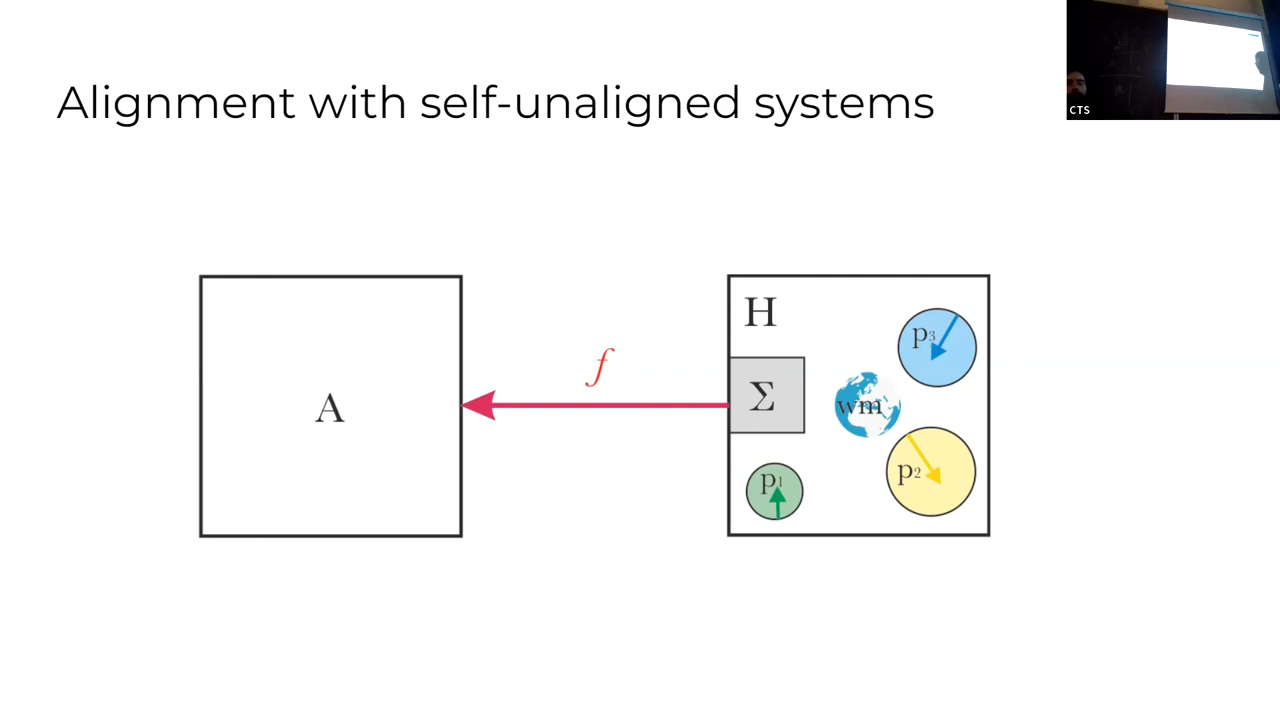 Alignment with self-unaligned systems
CTS
A
f
H
Σ
wm
p3
p2
p1